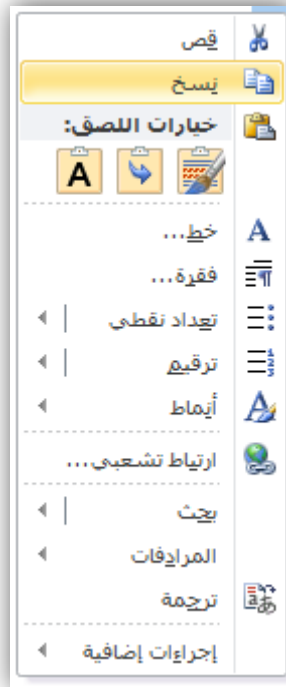 قص
نسخ
خيارات اللصق:
A
خط...
فقرة...
تعداد نقطي
ترقيم
أنماط
ارتباط تشعبي...
بحث
المرادفات
ترجمة
إجراءات إضافية